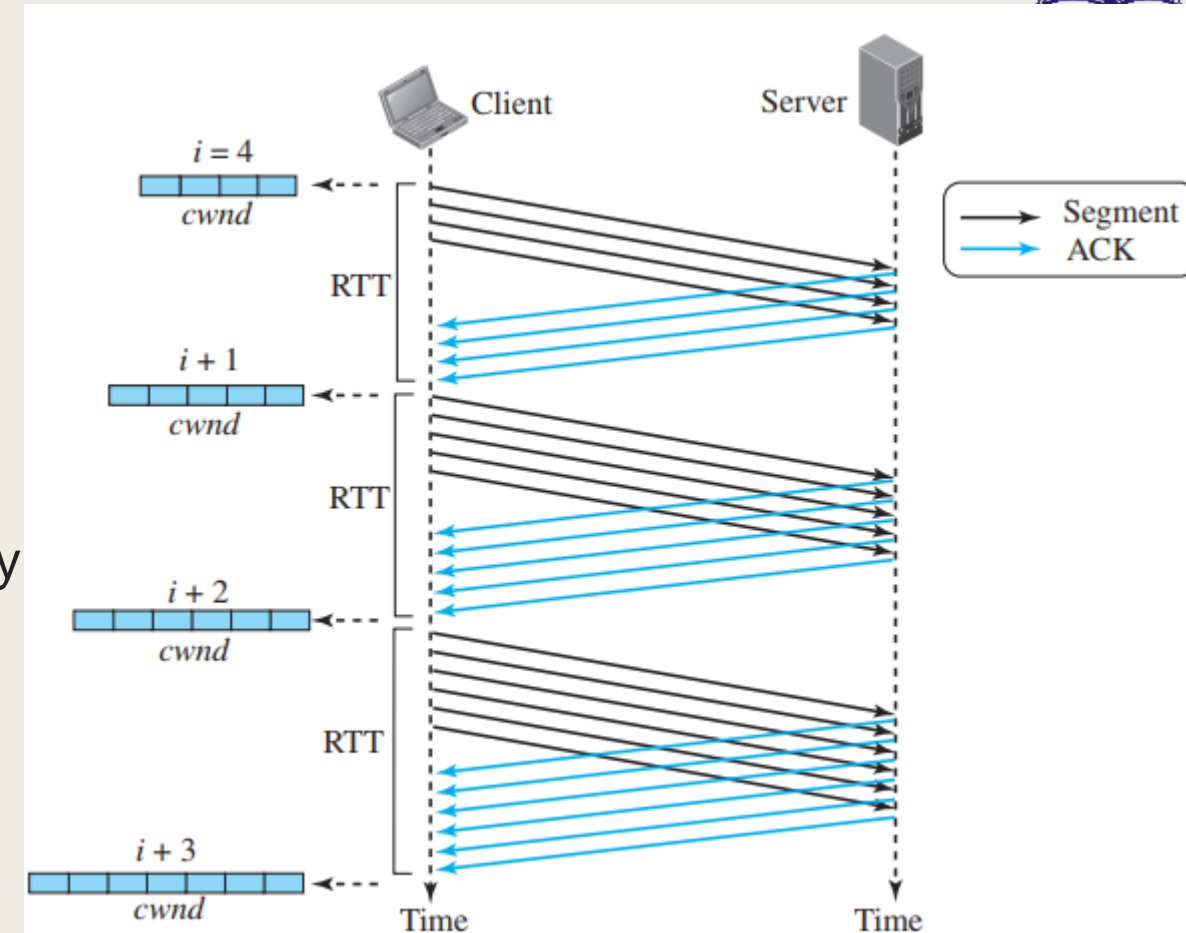 Client
Server
i = 4
cwnd
Segment
ACK
RTT
i + 1
cwnd
RTT
y
i + 2
cwnd
RTT
i + 3
cwnd
Time
Time